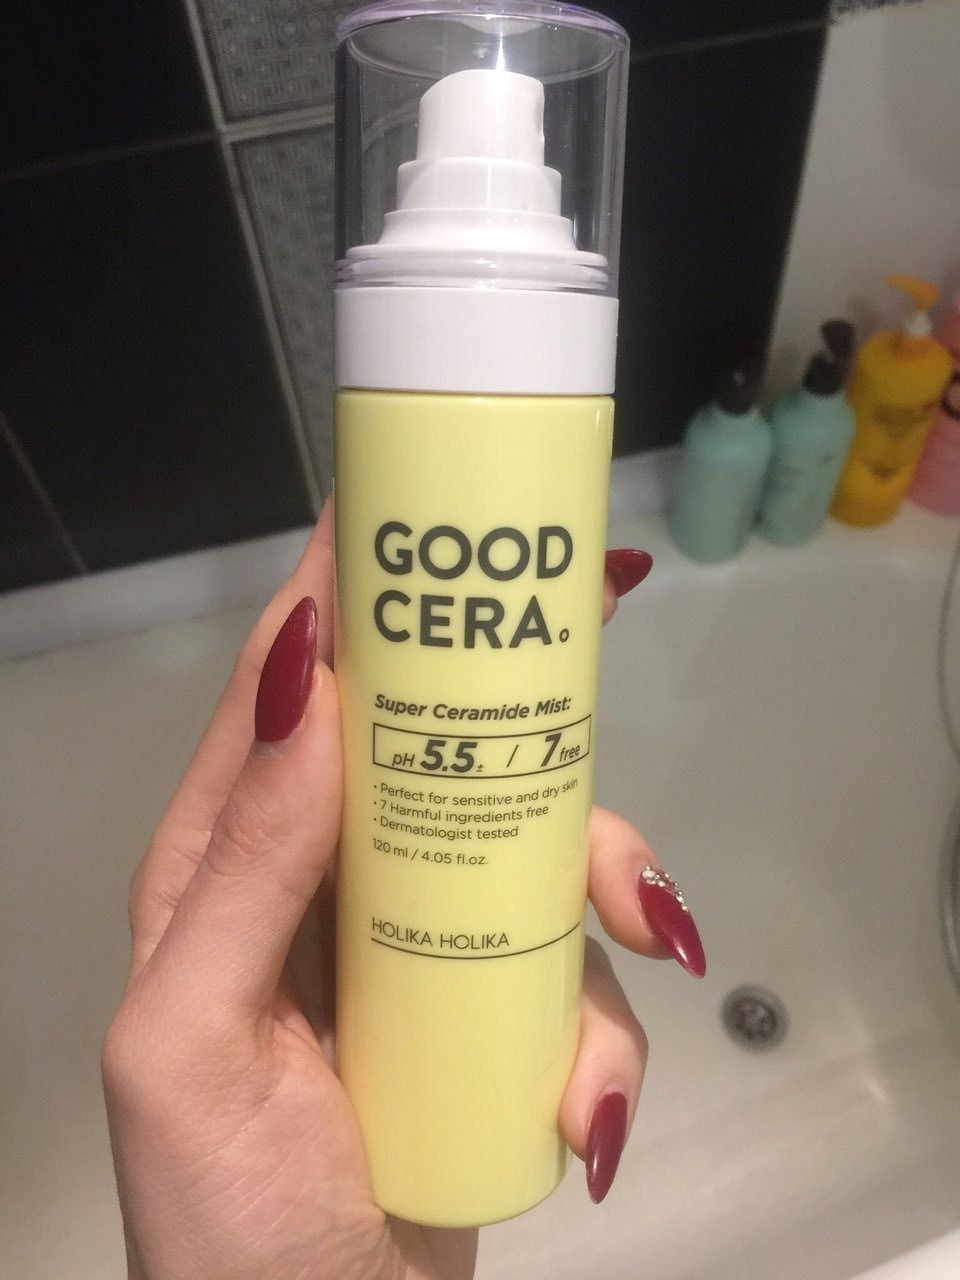 GOOD
CERA.
Super Ceramide Mist:
pH 5.5± / 7 free
• Perfect for sensitive and dry skin
• 7 Harmful ingredients free
• Dermatologist tested
120 ml / 4.05 fl.oz.
HOLIKA HOLIKA